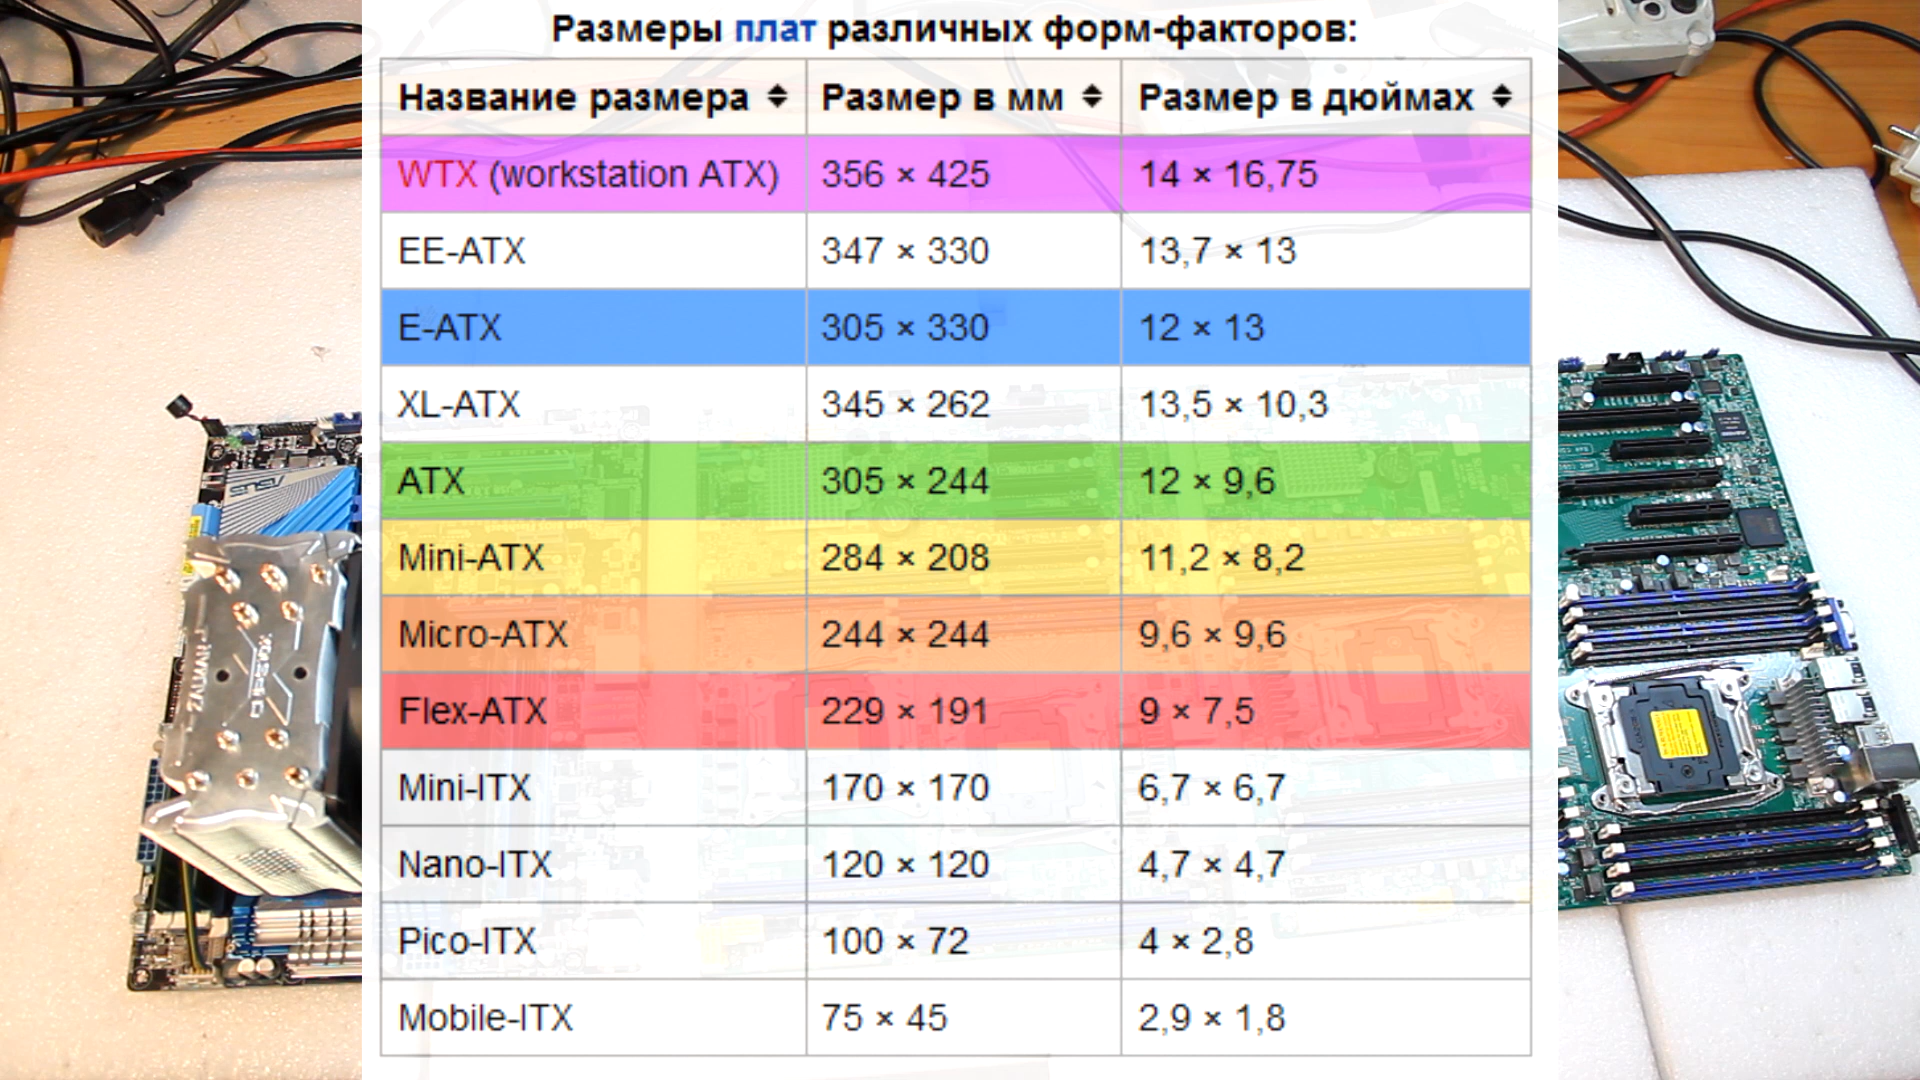 Размеры плат различных форм-факторов:
Название размера Размер в мм Размер в дюймах
WTX (workstation ATX) 356 × 425 14 × 16,75
EE-ATX 347 × 330 13,7 × 13
E-ATX 305 × 330 12 × 13
XL-ATX 345 × 262 13,5 × 10,3
ATX 305 × 244 12 × 9,6
Mini-ATX 284 × 208 11,2 × 8,2
Micro-ATX 244 × 244 9,6 × 9,6
Flex-ATX 229 × 191 9 × 7,5
Mini-ITX 170 × 170 6,7 × 6,7
Nano-ITX 120 × 120 4,7 × 4,7
Pico-ITX 100 × 72 4 × 2,8
Mobile-ITX 75 × 45 2,9 × 1,8
ASUS
ZALMAN